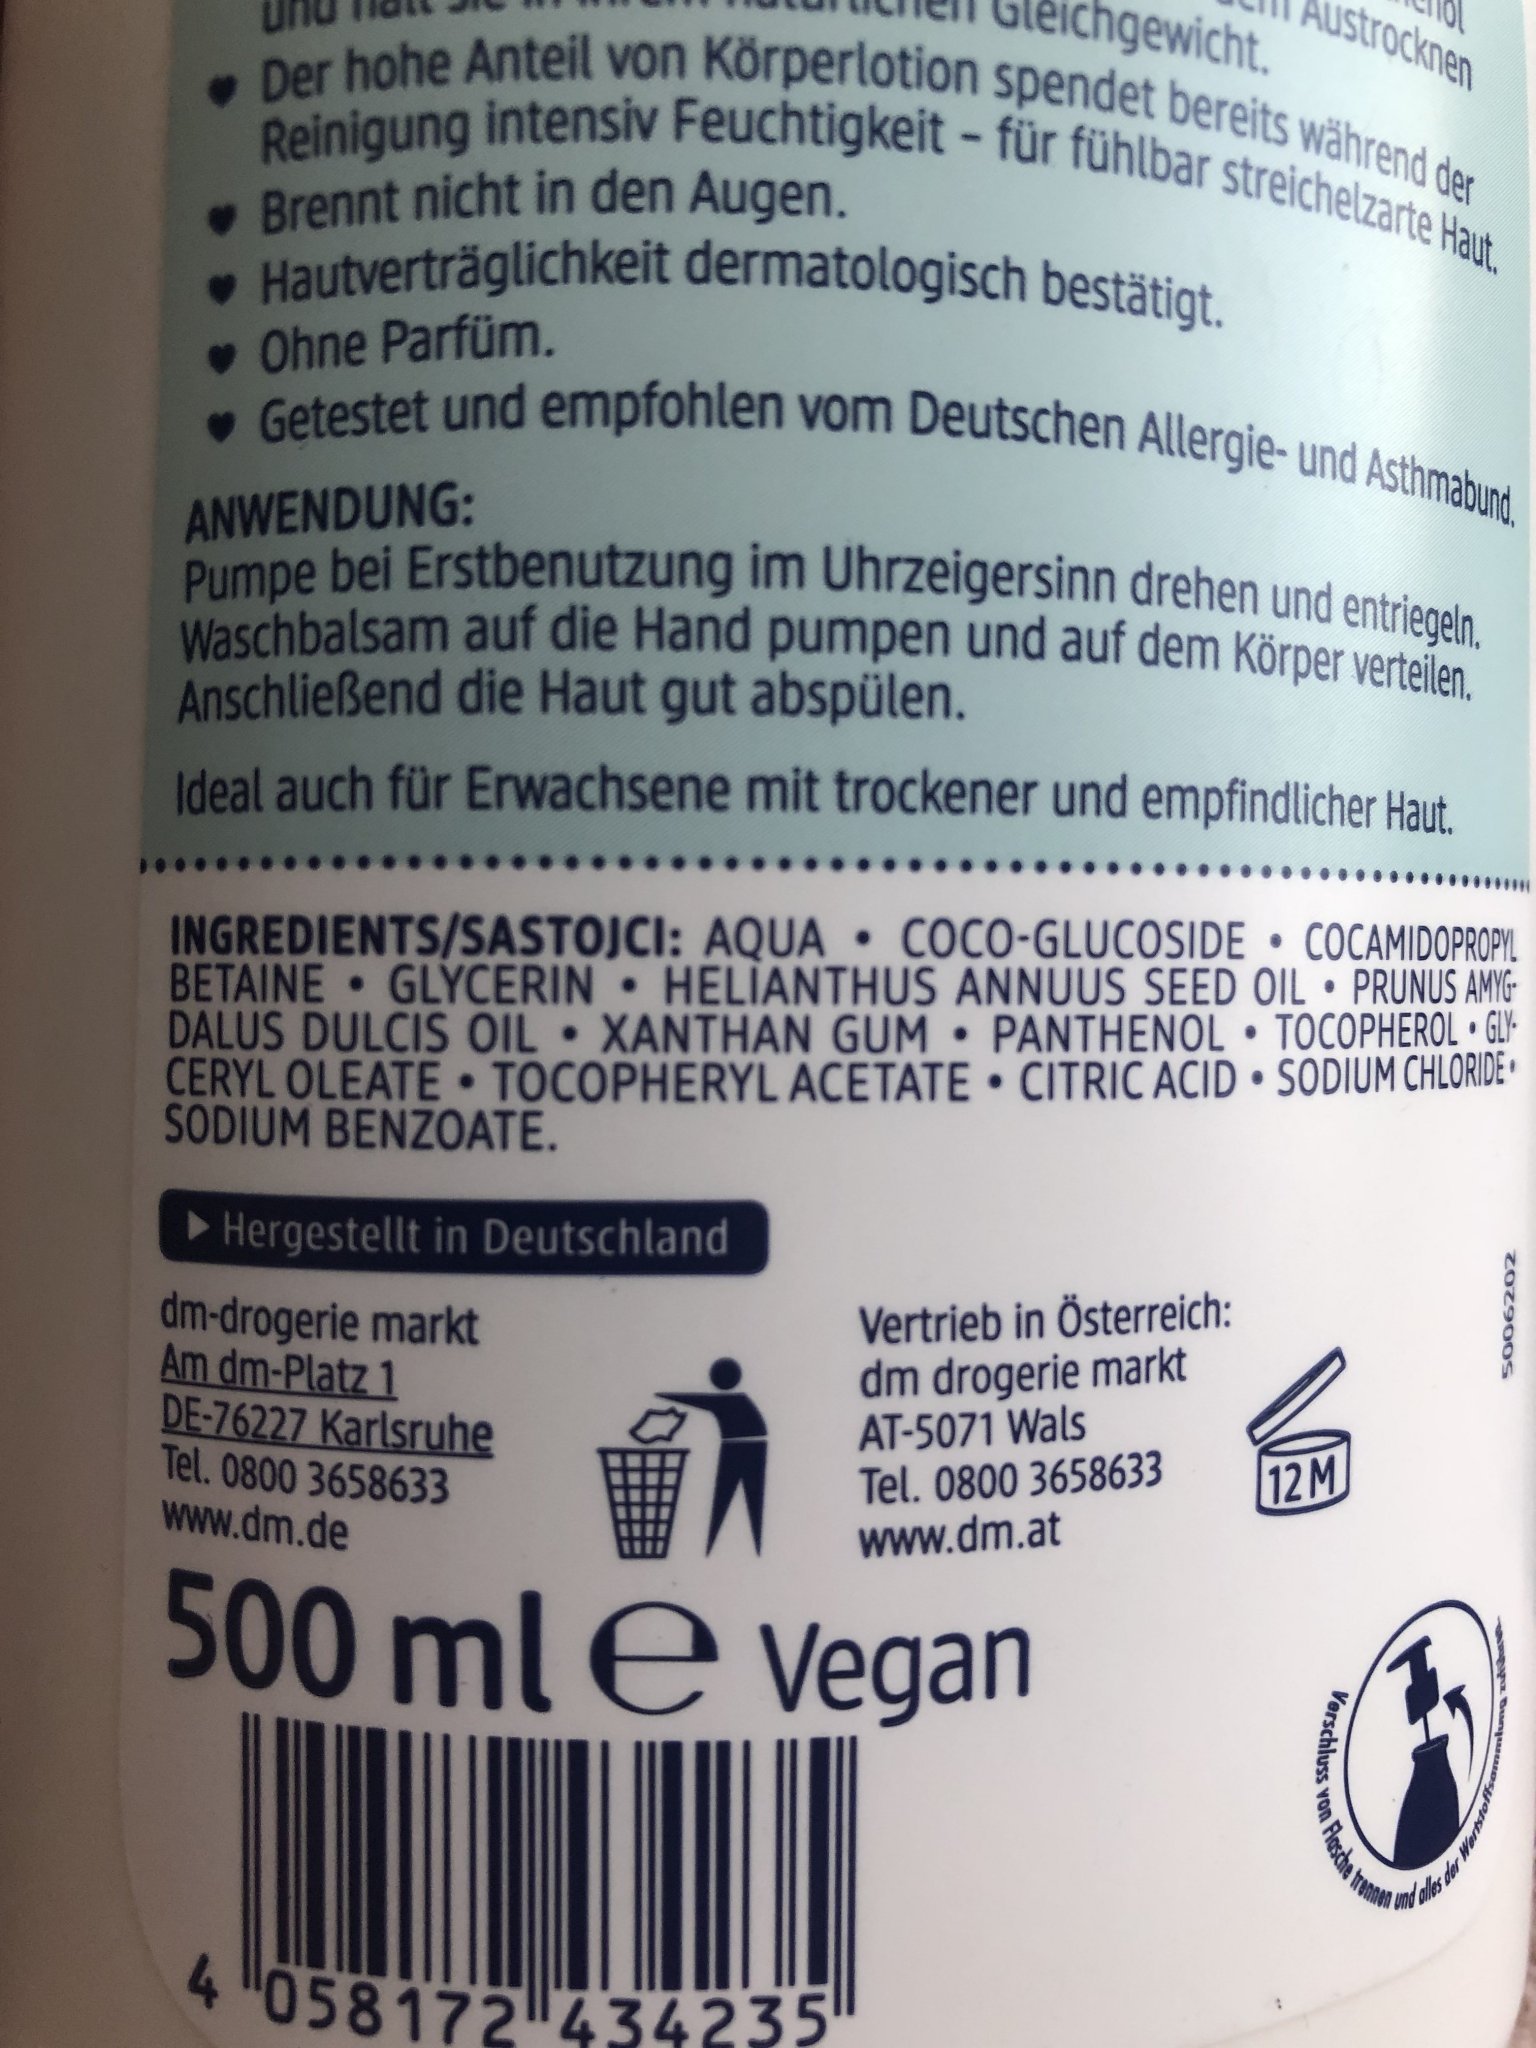 und hält sie in ihrem natürlichen Gleichgewicht. Austrocknen
♥ Der hohe Anteil von Körperlotion spendet bereits während der
Reinigung intensiv Feuchtigkeit – für fühlbar streichelzarte Haut.
♥ Brennt nicht in den Augen.
♥ Hautverträglichkeit dermatologisch bestätigt.
♥ Ohne Parfüm.
♥ Getestet und empfohlen vom Deutschen Allergie- und Asthmabund.
ANWENDUNG:
Pumpe bei Erstbenutzung im Uhrzeigersinn drehen und entriegeln.
Waschbalsam auf die Hand pumpen und auf dem Körper verteilen.
Anschließend die Haut gut abspülen.
Ideal auch für Erwachsene mit trockener und empfindlicher Haut.
INGREDIENTS/SASTOJCI: AQUA • COCO-GLUCOSIDE • COCAMIDOPROPYL
BETAINE • GLYCERIN • HELIANTHUS ANNUUS SEED OIL • PRUNUS AMYG-
DALUS DULCIS OIL • XANTHAN GUM • PANTHENOL • TOCOPHEROL • GLY-
CERYL OLEATE • TOCOPHERYL ACETATE • CITRIC ACID • SODIUM CHLORIDE •
SODIUM BENZOATE.
Hergestellt in Deutschland
dm-drogerie markt
Am dm-Platz 1
DE-76227 Karlsruhe
Tel. 0800 3658633
www.dm.de
Vertrieb in Österreich:
dm drogerie markt
AT-5071 Wals
Tel. 0800 3658633
www.dm.at
12 M
5006202
500 ml e Vegan
Verschluss von Flasche trennen und alles der Wertstoffsammlung zuführen.
4 058172 434235